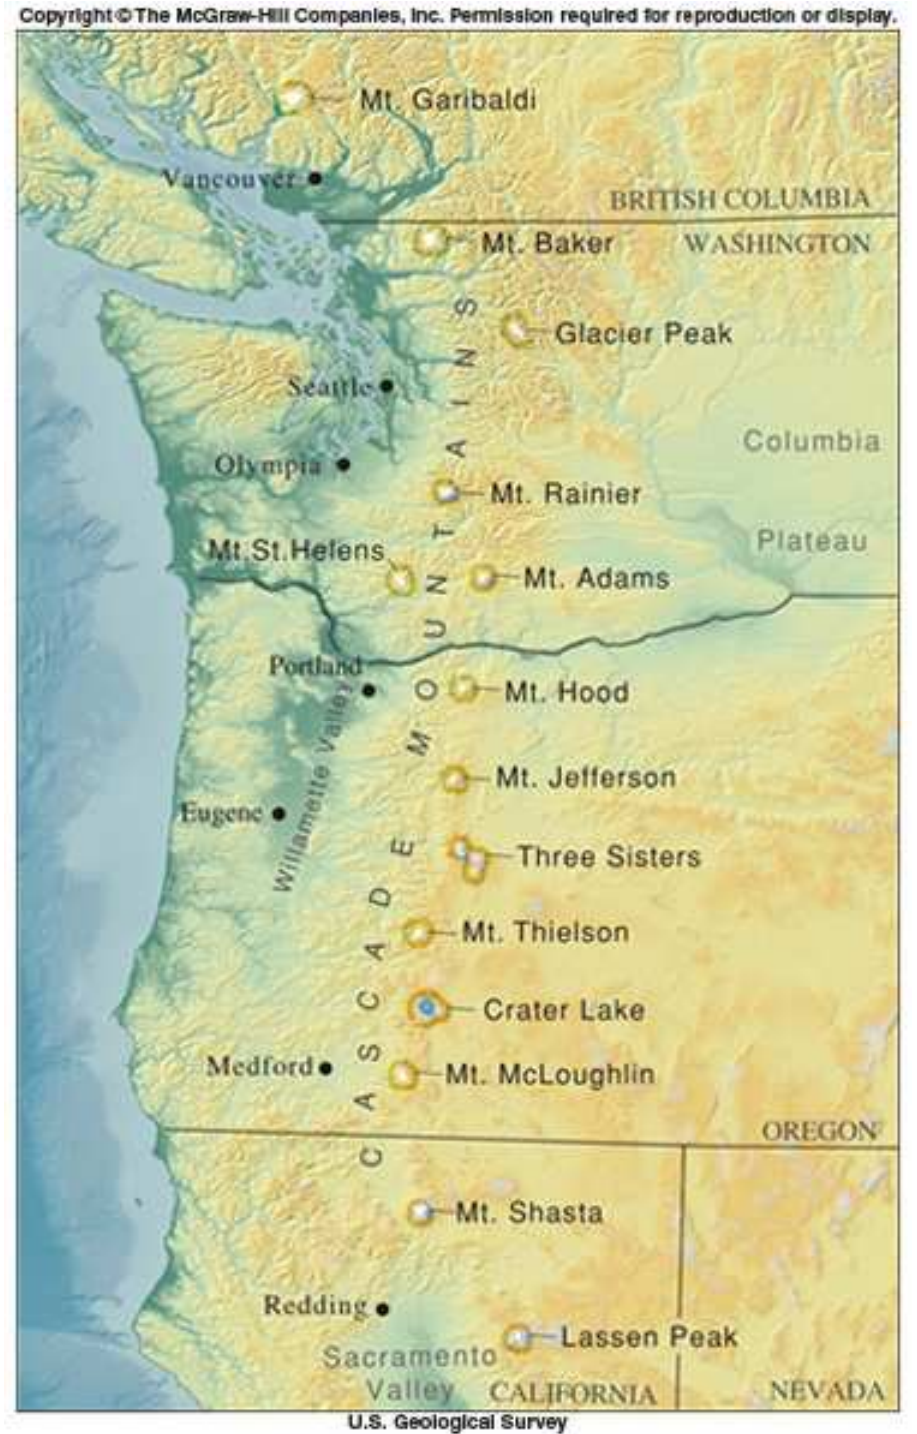 Copyright © The McGraw-Hill Companies, Inc. Permission required for reproduction or display.
Mt. Garibaldi
Vancouver
BRITISH COLUMBIA
Mt. Baker
WASHINGTON
Glacier Peak
Seattle
Columbia
Olympia
Mt. Rainier
Plateau
Mt.St.Helens
Mt. Adams
Portland
Mt. Hood
Willamette Valley
Mt. Jefferson
Eugene
Three Sisters
Mt. Thielson
Crater Lake
Medford
Mt. McLoughlin
CASCADE MOUNTAINS
OREGON
Mt. Shasta
Redding
Lassen Peak
Sacramento
Valley
CALIFORNIA
NEVADA
U.S. Geological Survey